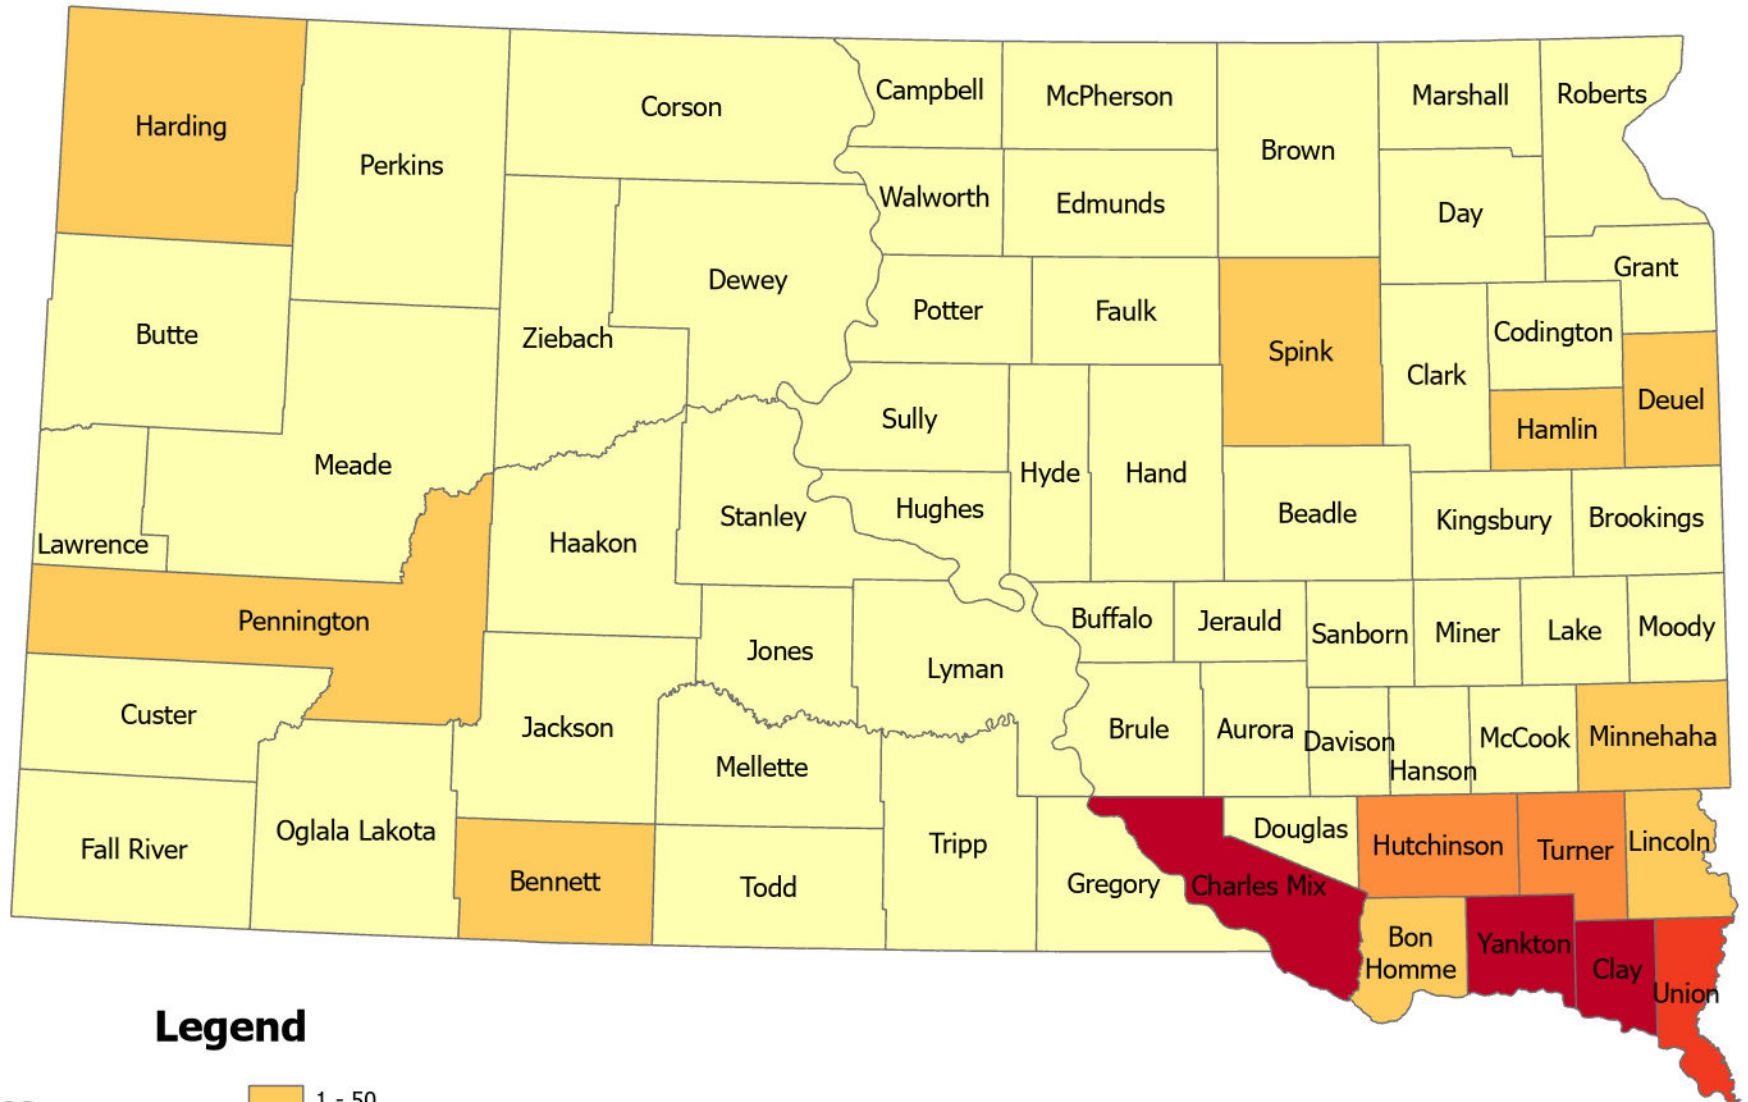 Campbell
McPherson
Marshall
Roberts
Corson
Harding
Brown
Perkins
Walworth
Edmunds
Day
Grant
Dewey
Potter
Faulk
Butte
Ziebach
Codington
Spink
Clark
Deuel
Sully
Hamlin
Meade
Hyde
Hand
Stanley
Hughes
Beadle
Kingsbury
Brookings
Lawrence
Haakon
Pennington
Buffalo
Jerauld
Sanborn
Miner
Lake
Moody
Jones
Lyman
Custer
Jackson
Brule
Aurora
Davison
McCook
Minnehaha
Mellette
Hanson
Fall River
Oglala Lakota
Tripp
Douglas
Hutchinson
Turner
Lincoln
Bennett
Todd
Gregory
Charles Mix
Bon
Homme
Yankton
Clay
Union
Legend
1 - 50